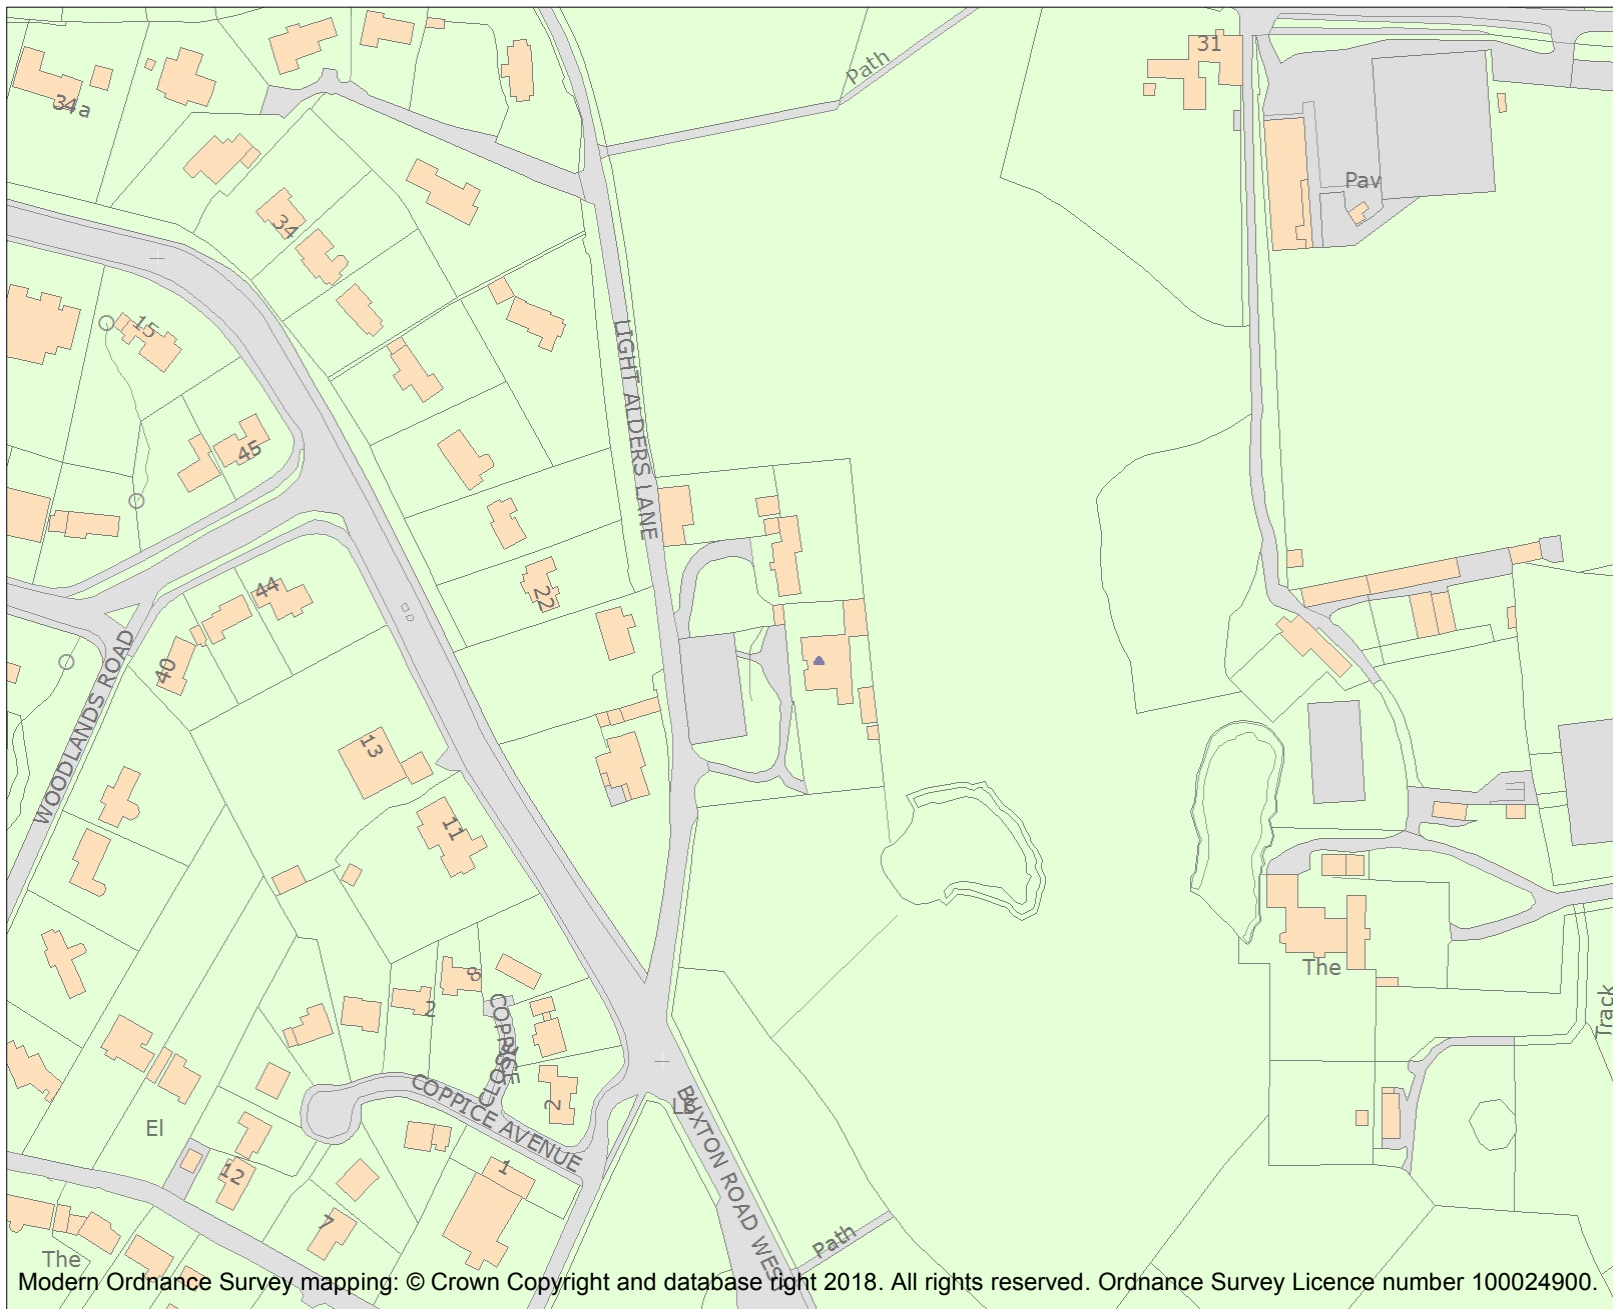 31
Path
34a
Pav
34
15
LIGHT ALDERS LANE
45
44
22
40
WOODLANDS ROAD
13
11
The
8
2
COPPICE
CLOSE
Track
2
COPPICE AVENUE
LB
BUXTON ROAD WES
El
12
1
7
Path
The
Modern Ordnance Survey mapping: © Crown Copyright and database right 2018. All rights reserved. Ordnance Survey Licence number 100024900.